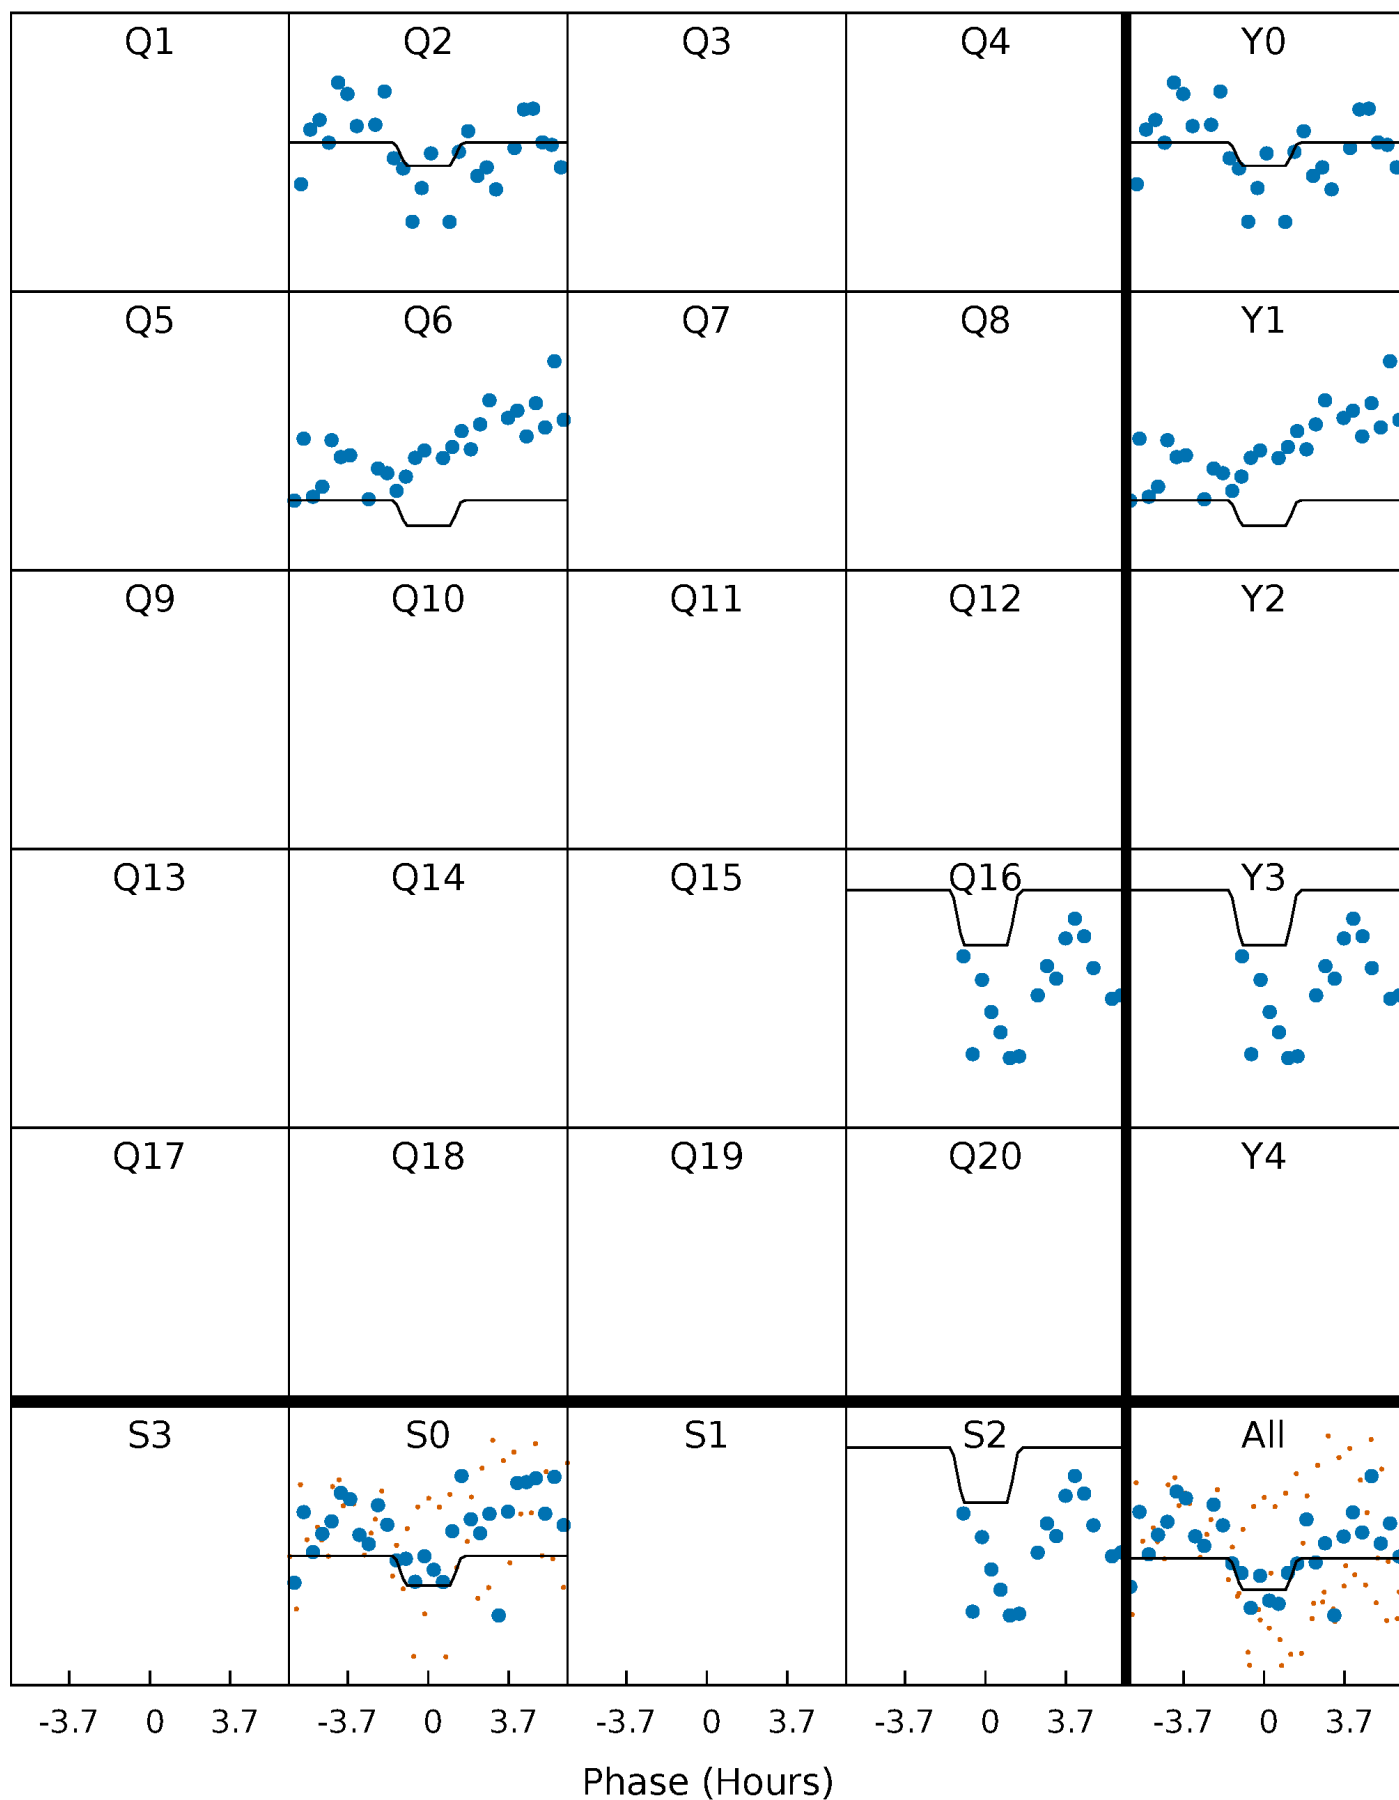 Q1 Q2 Q3 Q4 Y0
Q5 Q6 Q7 Q8 Y1
Q9 Q10 Q11 Q12 Y2
Q13 Q14 Q15 Q16 Y3
Q17 Q18 Q19 Q20 Y4
S3 S0 S1 S2 All
-3.7 0 3.7 -3.7 0 3.7 -3.7 0 3.7 -3.7 0 3.7 -3.7 0 3.7
Phase (Hours)